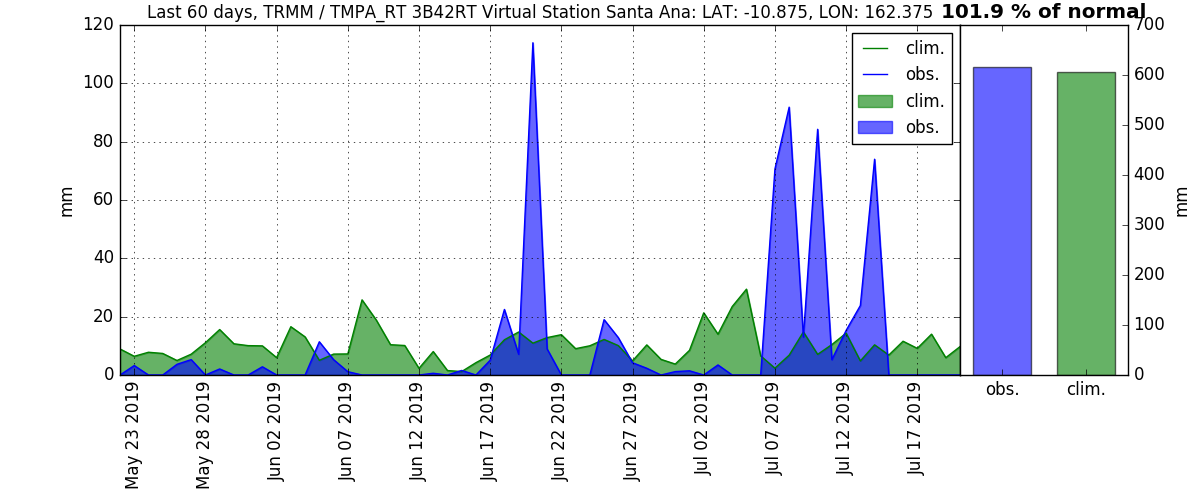 Last 60 days, TRMM / TMPA_RT 3B42RT Virtual Station Santa Ana: LAT: -10.875, LON: 162.375 101.9 % of normal
120
100
80
60
40
20
0
mm
clim.
obs.
clim.
obs.
700
600
500
400
300
200
100
0
mm
May 23 2019
May 28 2019
Jun 02 2019
Jun 07 2019
Jun 12 2019
Jun 17 2019
Jun 22 2019
Jun 27 2019
Jul 02 2019
Jul 07 2019
Jul 12 2019
Jul 17 2019
obs.
clim.